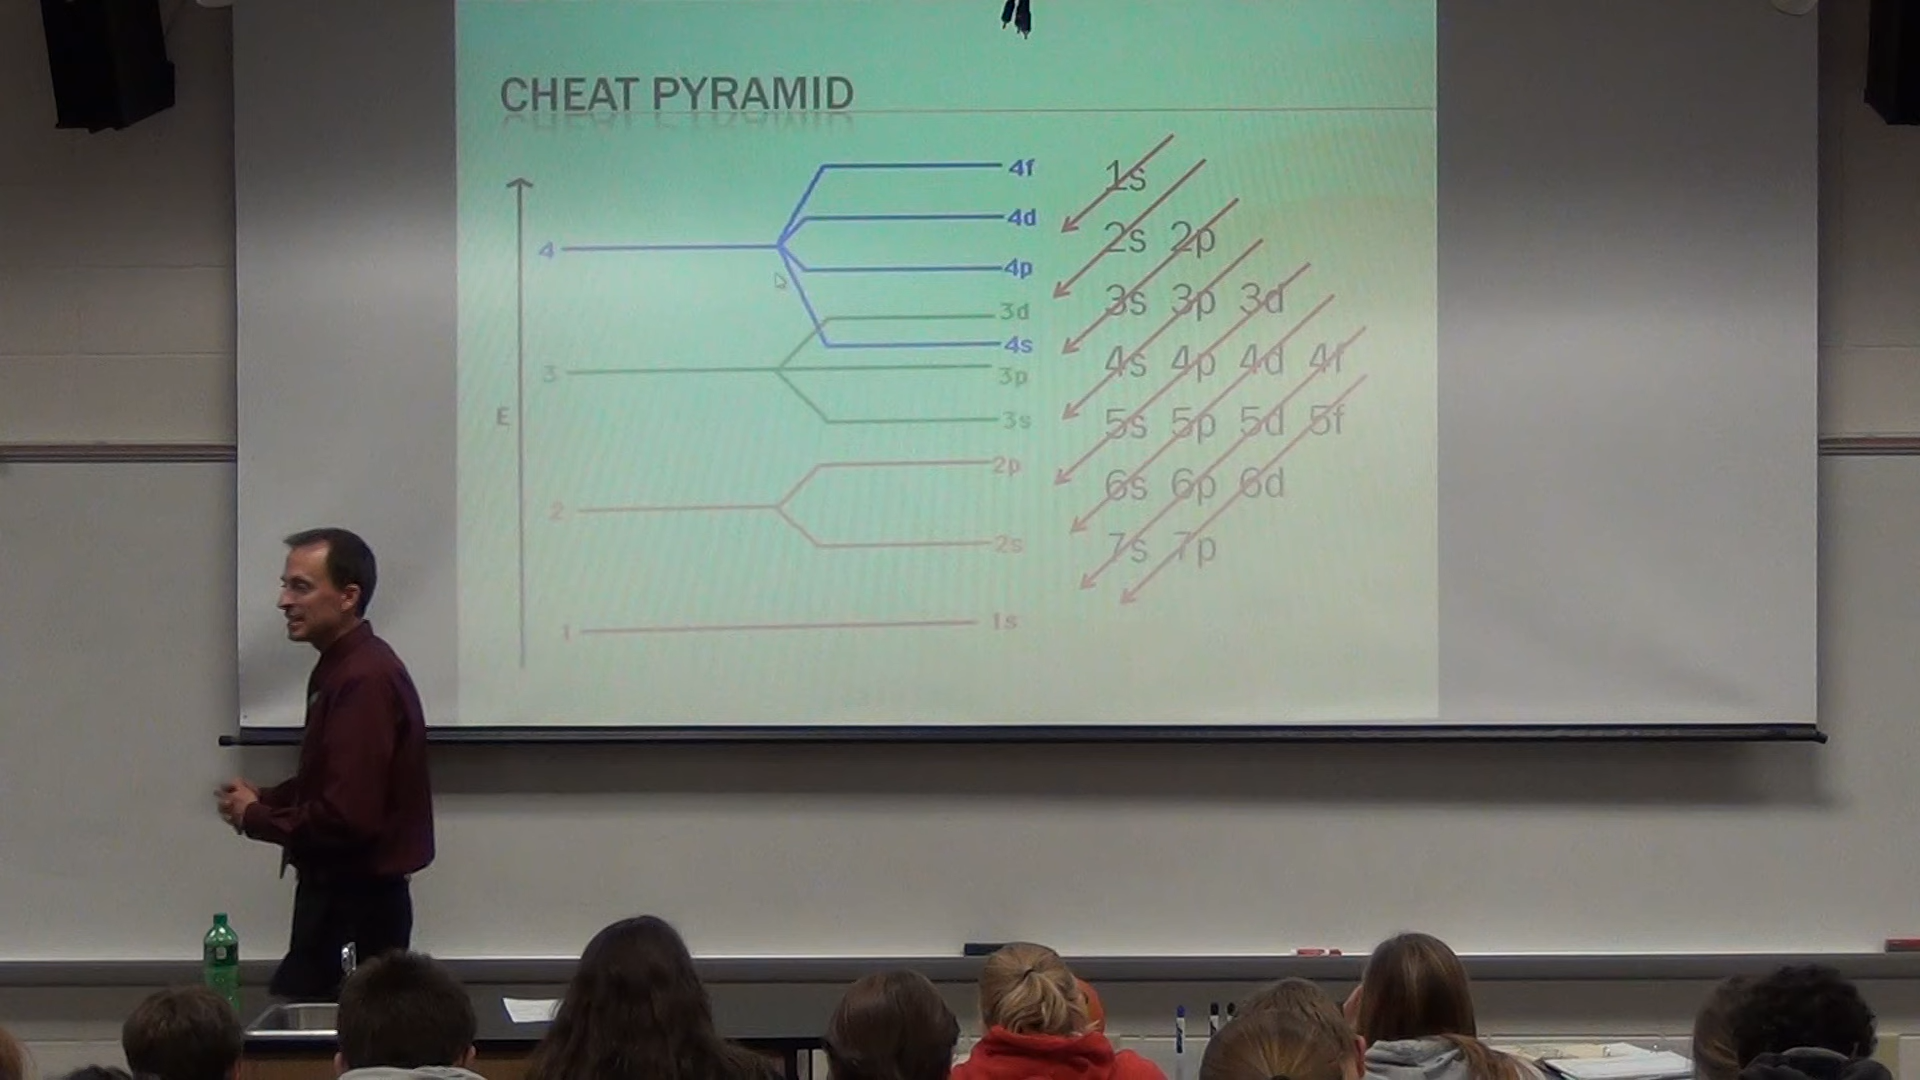 CHEAT PYRAMID
E
4
4f
4d
4p
3d
4s
3
3p
3s
2p
2
2s
1
1s
1s
2s 2p
3s 3p 3d
4s 4p 4d 4f
5s 5p 5d 5f
6s 6p 6d
7s 7p